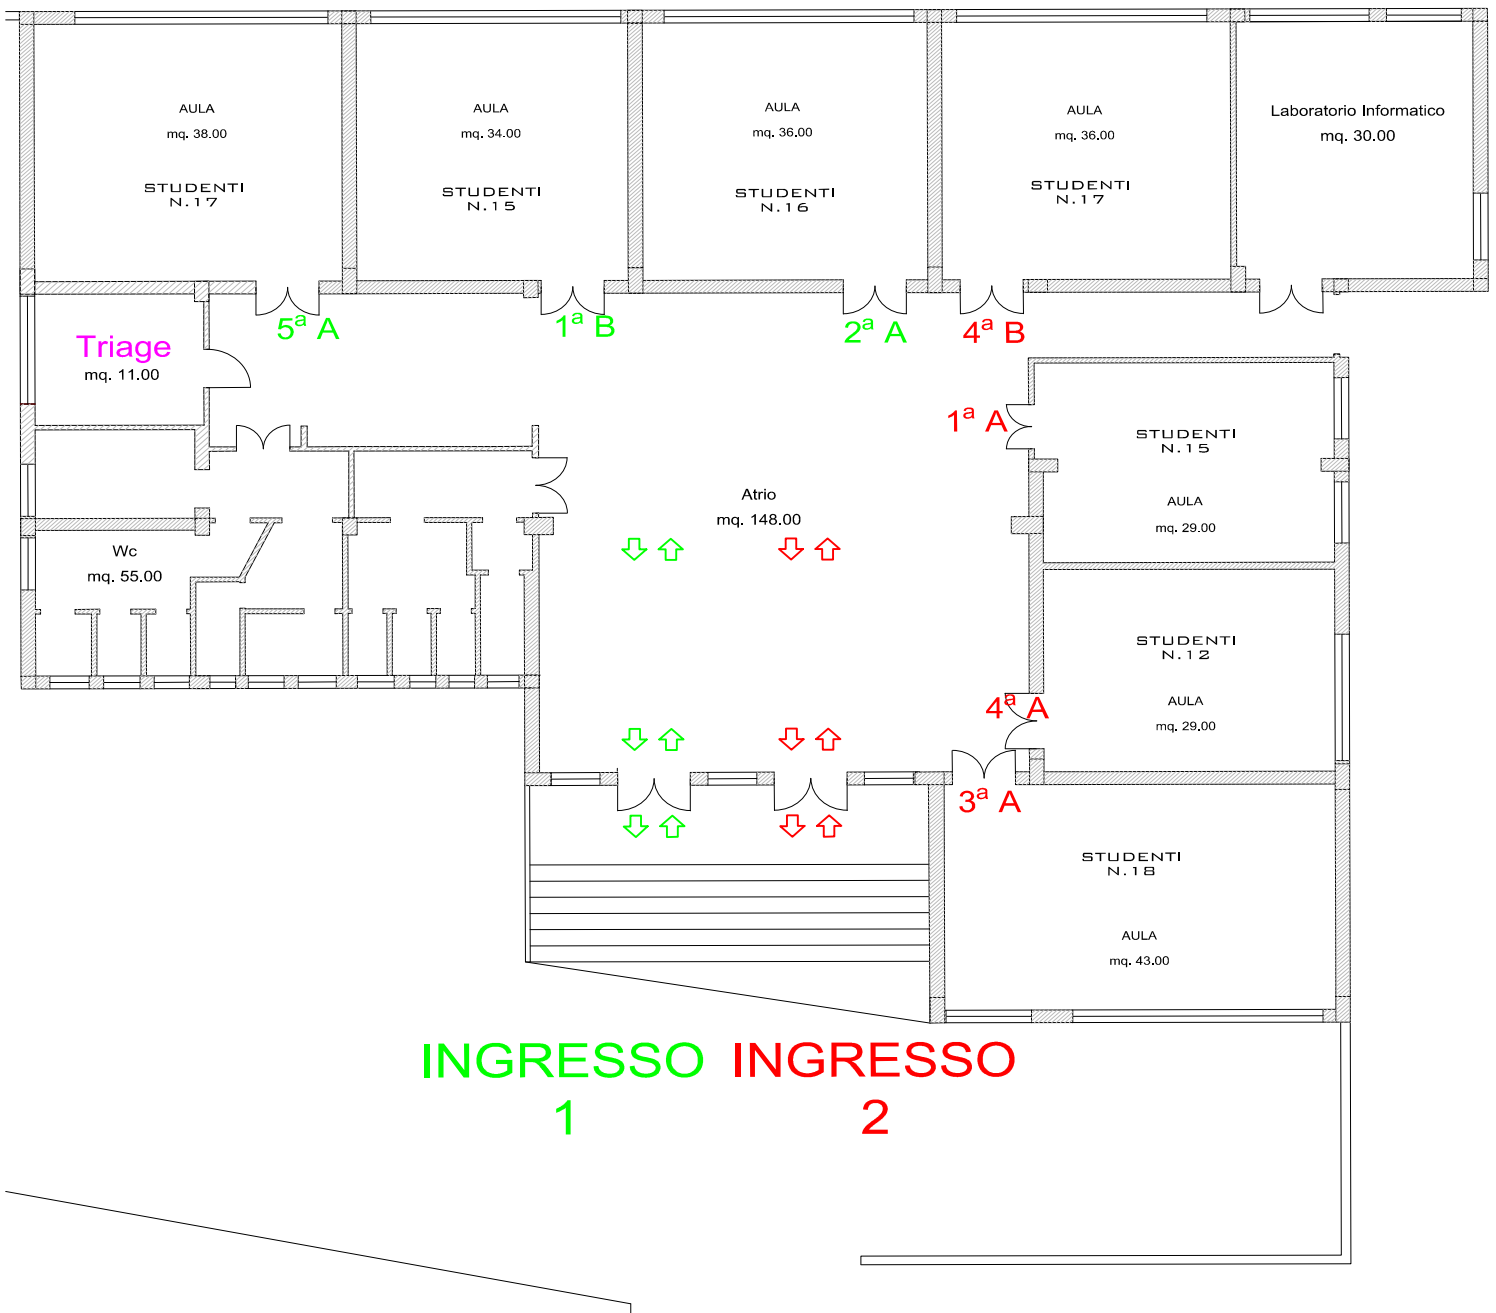 AULA
mq. 38.00
STUDENTI
N.17
AULA
mq. 34.00
STUDENTI
N.15
AULA
mq. 36.00
STUDENTI
N.16
AULA
mq. 36.00
STUDENTI
N.17
Laboratorio Informatico
mq. 30.00
5ª A
1ª B
2ª A
4ª B
Triage
mq. 11.00
1ª A
STUDENTI
N.15
AULA
mq. 29.00
Atrio
mq. 148.00
Wc
mq. 55.00
STUDENTI
N.12
AULA
mq. 29.00
4ª A
3ª A
STUDENTI
N.18
AULA
mq. 43.00
INGRESSO
1
INGRESSO
2